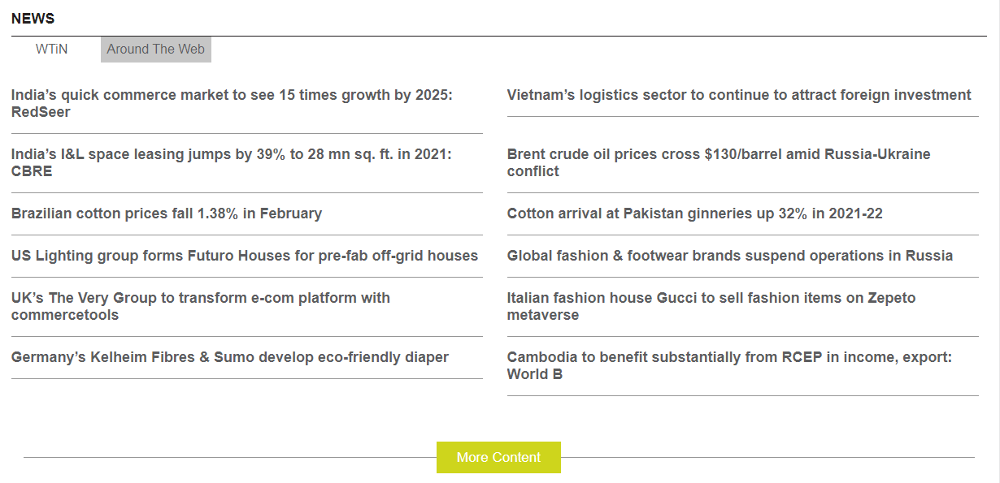 NEWS
WTiN
Around The Web
India’s quick commerce market to see 15 times growth by 2025:
RedSeer
Vietnam’s logistics sector to continue to attract foreign investment
India’s I&L space leasing jumps by 39% to 28 mn sq. ft. in 2021:
CBRE
Brent crude oil prices cross $130/barrel amid Russia-Ukraine
conflict
Brazilian cotton prices fall 1.38% in February
Cotton arrival at Pakistan ginneries up 32% in 2021-22
US Lighting group forms Futuro Houses for pre-fab off-grid houses
Global fashion & footwear brands suspend operations in Russia
UK’s The Very Group to transform e-com platform with
commercetools
Italian fashion house Gucci to sell fashion items on Zepeto
metaverse
Germany’s Kelheim Fibres & Sumo develop eco-friendly diaper
Cambodia to benefit substantially from RCEP in income, export:
World B
More Content